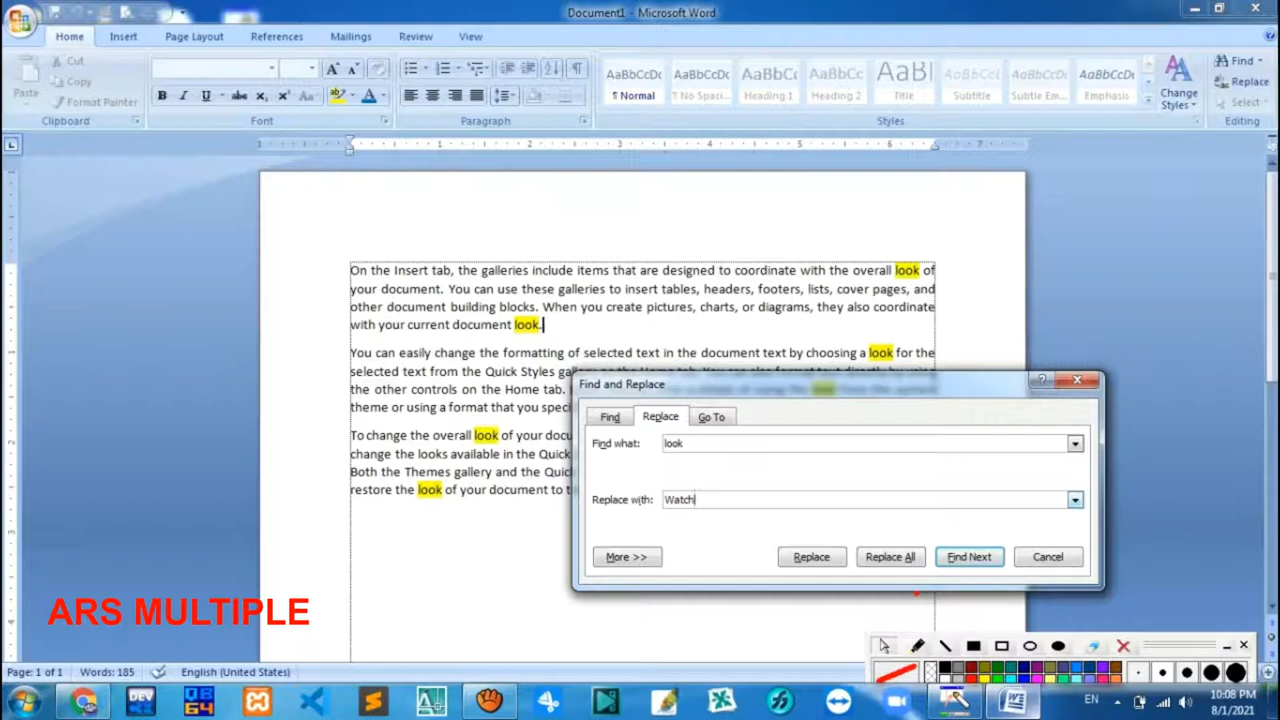 Document1 - Microsoft Word
Home Insert Page Layout References Mailings Review View
Cut
Copy
Paste Format Painter
Clipboard
Font
Paragraph
AaBbCcDc AaBbCcDc AaBbCc AaBbCc AaBl AaBbCcDc AaBbCcDc AaBbCcDc
¶ Normal ¶ No Spaci... Heading 1 Heading 2 Title Subtitle Subtle Em... Emphasis
Change Styles
Styles
Find
Replace
Select
Editing
On the Insert tab, the galleries include items that are designed to coordinate with the overall look of
your document. You can use these galleries to insert tables, headers, footers, lists, cover pages, and
other document building blocks. When you create pictures, charts, or diagrams, they also coordinate
with your current document look.
You can easily change the formatting of selected text in the document text by choosing a look for the
selected text from the Quick Styles
the other controls on the Home tab.
theme or using a format that you
To change the overall look of your
change the looks available in the Quick
Both the Themes gallery and the
restore the look of your document to
Find and Replace
Find Replace Go To
Find what: look
Replace with: Watch
More >> Replace Replace All Find Next Cancel
ARS MULTIPLE
Page: 1 of 1 Words: 185 English (United States)
EN
10:08 PM
8/1/2021